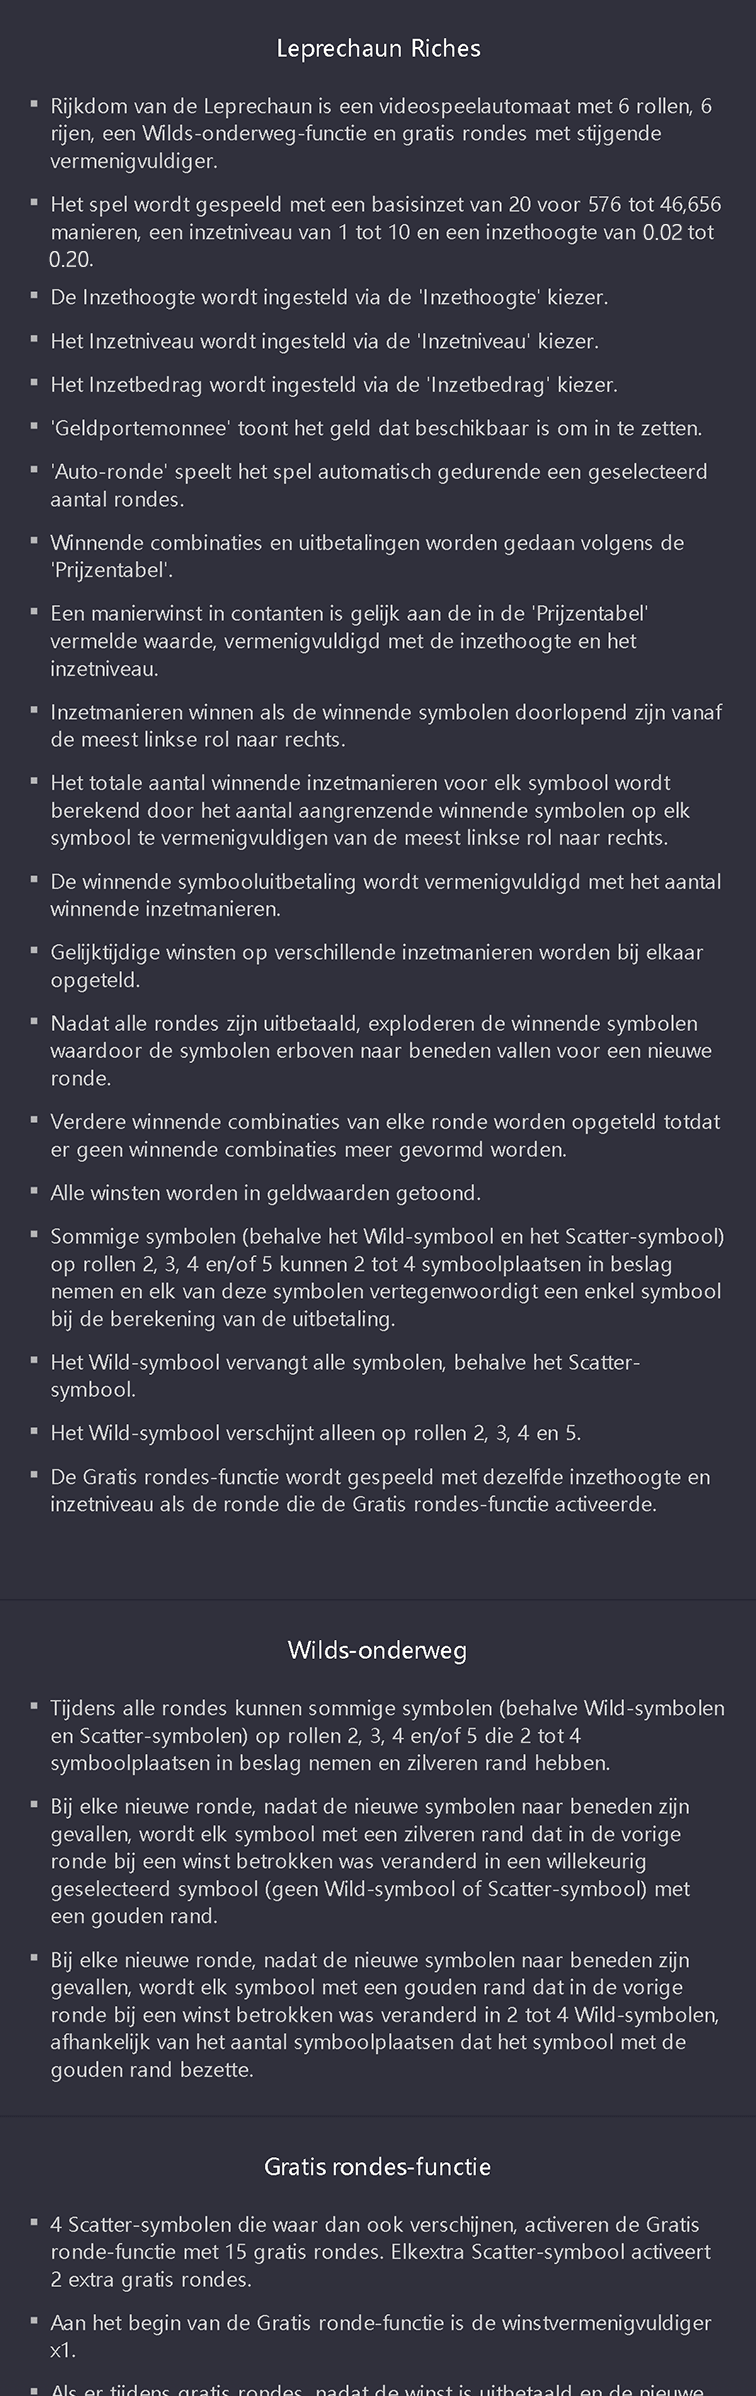 Leprechaun Riches
▪ Rijkdom van de Leprechaun is een videospeelautomaat met 6 rollen, 6
rijen, een Wilds-onderweg-functie en gratis rondes met stijgende
vermenigvuldiger.
▪ Het spel wordt gespeeld met een basisinzet van 20 voor 576 tot 46,656
manieren, een inzetniveau van 1 tot 10 en een inzethoogte van 0.02 tot
0.20.
▪ De Inzethoogte wordt ingesteld via de 'Inzethoogte' kiezer.
▪ Het Inzetniveau wordt ingesteld via de 'Inzetniveau' kiezer.
▪ Het Inzetbedrag wordt ingesteld via de 'Inzetbedrag' kiezer.
▪ 'Geldportemonnee' toont het geld dat beschikbaar is om in te zetten.
▪ 'Auto-ronde' speelt het spel automatisch gedurende een geselecteerd
aantal rondes.
▪ Winnende combinaties en uitbetalingen worden gedaan volgens de
'Prijzentabel'.
▪ Een manierwinst in contanten is gelijk aan de in de 'Prijzentabel'
vermelde waarde, vermenigvuldigd met de inzethoogte en het
inzetniveau.
▪ Inzetmanieren winnen als de winnende symbolen doorlopend zijn vanaf
de meest linkse rol naar rechts.
▪ Het totale aantal winnende inzetmanieren voor elk symbool wordt
berekend door het aantal aangrenzende winnende symbolen op elk
symbool te vermenigvuldigen van de meest linkse rol naar rechts.
▪ De winnende symbooluitbetaling wordt vermenigvuldigd met het aantal
winnende inzetmanieren.
▪ Gelijktijdige winsten op verschillende inzetmanieren worden bij elkaar
opgeteld.
▪ Nadat alle rondes zijn uitbetaald, exploderen de winnende symbolen
waardoor de symbolen erboven naar beneden vallen voor een nieuwe
ronde.
▪ Verdere winnende combinaties van elke ronde worden opgeteld totdat
er geen winnende combinaties meer gevormd worden.
▪ Alle winsten worden in geldwaarden getoond.
▪ Sommige symbolen (behalve het Wild-symbool en het Scatter-symbool)
op rollen 2, 3, 4 en/of 5 kunnen 2 tot 4 symboolplaatsen in beslag
nemen en elk van deze symbolen vertegenwoordigt een enkel symbool
bij de berekening van de uitbetaling.
▪ Het Wild-symbool vervangt alle symbolen, behalve het Scatter-
symbool.
▪ Het Wild-symbool verschijnt alleen op rollen 2, 3, 4 en 5.
▪ De Gratis rondes-functie wordt gespeeld met dezelfde inzethoogte en
inzetniveau als de ronde die de Gratis rondes-functie activeerde.
Wilds-onderweg
▪ Tijdens alle rondes kunnen sommige symbolen (behalve Wild-symbolen
en Scatter-symbolen) op rollen 2, 3, 4 en/of 5 die 2 tot 4
symboolplaatsen in beslag nemen en zilveren rand hebben.
▪ Bij elke nieuwe ronde, nadat de nieuwe symbolen naar beneden zijn
gevallen, wordt elk symbool met een zilveren rand dat in de vorige
ronde bij een winst betrokken was veranderd in een willekeurig
geselecteerd symbool (geen Wild-symbool of Scatter-symbool) met
een gouden rand.
▪ Bij elke nieuwe ronde, nadat de nieuwe symbolen naar beneden zijn
gevallen, wordt elk symbool met een gouden rand dat in de vorige
ronde bij een winst betrokken was veranderd in 2 tot 4 Wild-symbolen,
afhankelijk van het aantal symboolplaatsen dat het symbool met de
gouden rand bezette.
Gratis rondes-functie
▪ 4 Scatter-symbolen die waar dan ook verschijnen, activeren de Gratis
ronde-functie met 15 gratis rondes. Elkextra Scatter-symbool activeert
2 extra gratis rondes.
▪ Aan het begin van de Gratis ronde-functie is de winstvermenigvuldiger
x1.
▪ Als er tijdens gratis rondes, nadat de winst is uitbetaald en de nieuwe